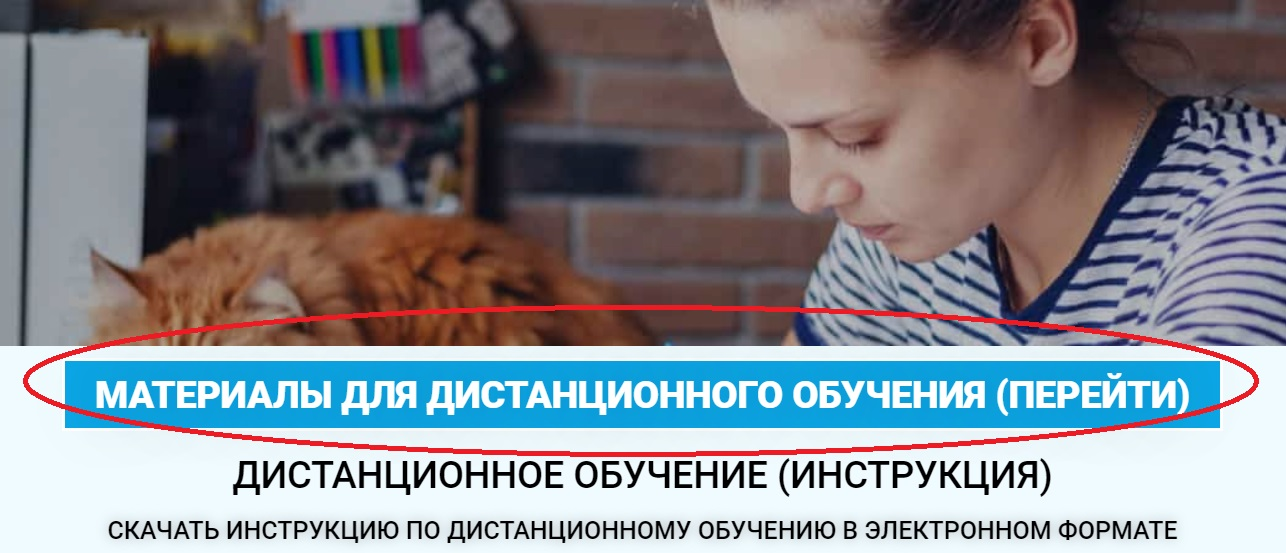 МАТЕРИАЛЫ ДЛЯ ДИСТАНЦИОННОГО ОБУЧЕНИЯ (ПЕРЕЙТИ)
ДИСТАНЦИОННОЕ ОБУЧЕНИЕ (ИНСТРУКЦИЯ)
СКАЧАТЬ ИНСТРУКЦИЮ ПО ДИСТАНЦИОННОМУ ОБУЧЕНИЮ В ЭЛЕКТРОННОМ ФОРМАТЕ